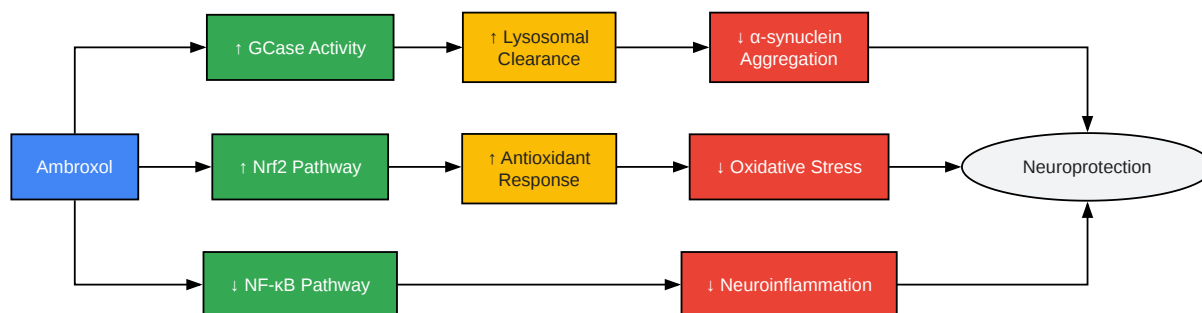 ↑ GCase Activity
↑ Lysosomal
Clearance
↓ α-synuclein
Aggregation
Ambroxol
↑ Nrf2 Pathway
↑ Antioxidant
Response
↓ Oxidative Stress
Neuroprotection
↓ NF-κB Pathway
↓ Neuroinflammation